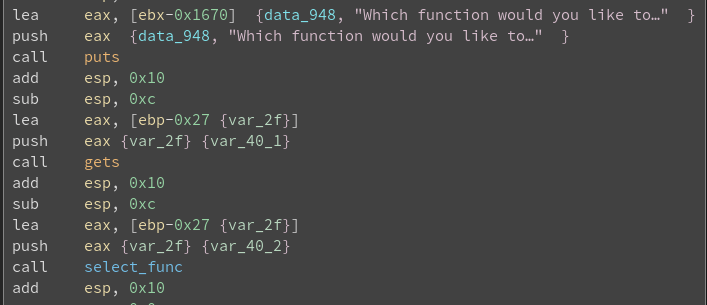 lea eax, [ebx-0x1670] {data_948, "Which function would you like to…" }
push eax {data_948, "Which function would you like to…" }
call puts
add esp, 0x10
sub esp, 0xc
lea eax, [ebp-0x27 {var_2f}]
push eax {var_2f} {var_40_1}
call gets
add esp, 0x10
sub esp, 0xc
lea eax, [ebp-0x27 {var_2f}]
push eax {var_2f} {var_40_2}
call select_func
add esp, 0x10